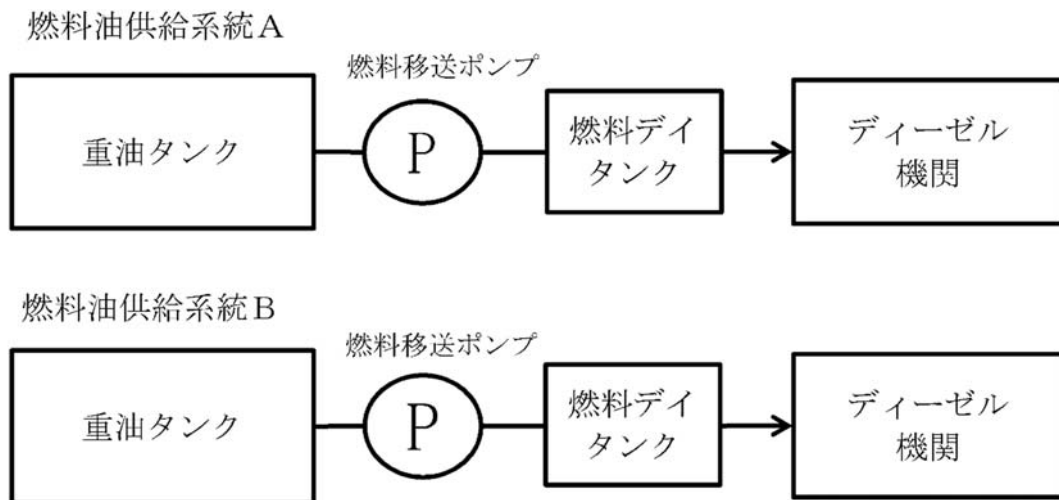 燃料油供給系統A
燃料移送ポンプ
重油タンク
P
燃料デイ
タンク
ディーゼル
機関
燃料油供給系統B
燃料移送ポンプ
重油タンク
P
燃料デイ
タンク
ディーゼル
機関